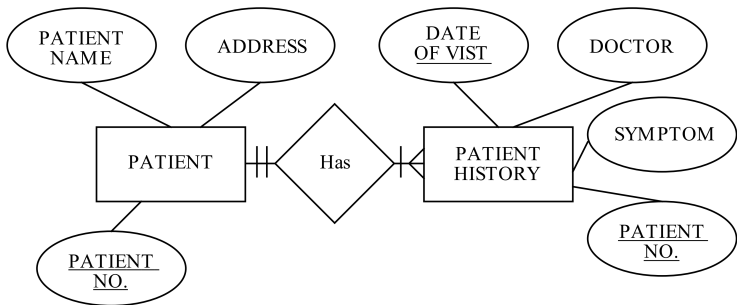 PATIENT
NAME
ADDRESS
DATE
OF VIST
DOCTOR
PATIENT
Has
PATIENT
HISTORY
SYMPTOM
PATIENT
NO.
PATIENT
NO.